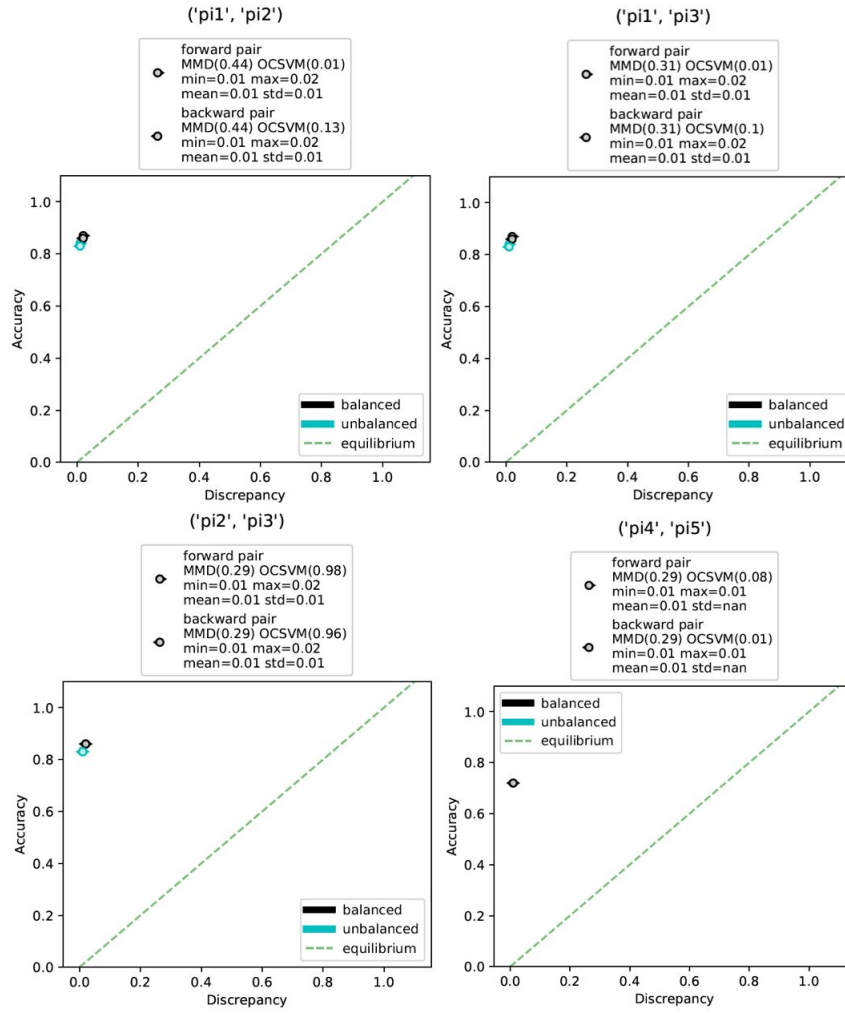 ('pi1', 'pi2')
forward pair
MMD(0.44) OCSVM(0.01)
min=0.01 max=0.02
mean=0.01 std=0.01
backward pair
MMD(0.44) OCSVM(0.13)
min=0.01 max=0.02
mean=0.01 std=0.01
1.0
0.8
0.6
0.4
0.2
0.0
Accuracy
balanced
unbalanced
equilibrium
0.0 0.2 0.4 0.6 0.8 1.0
Discrepancy
('pi1', 'pi3')
forward pair
MMD(0.31) OCSVM(0.01)
min=0.01 max=0.02
mean=0.01 std=0.01
backward pair
MMD(0.31) OCSVM(0.1)
min=0.01 max=0.02
mean=0.01 std=0.01
1.0
0.8
0.6
0.4
0.2
0.0
Accuracy
balanced
unbalanced
equilibrium
0.0 0.2 0.4 0.6 0.8 1.0
Discrepancy
('pi2', 'pi3')
forward pair
MMD(0.29) OCSVM(0.98)
min=0.01 max=0.02
mean=0.01 std=0.01
backward pair
MMD(0.29) OCSVM(0.96)
min=0.01 max=0.02
mean=0.01 std=0.01
1.0
0.8
0.6
0.4
0.2
0.0
Accuracy
balanced
unbalanced
equilibrium
0.0 0.2 0.4 0.6 0.8 1.0
Discrepancy
('pi4', 'pi5')
forward pair
MMD(0.29) OCSVM(0.08)
min=0.01 max=0.01
mean=0.01 std=nan
backward pair
MMD(0.29) OCSVM(0.01)
min=0.01 max=0.01
mean=0.01 std=nan
balanced
unbalanced
equilibrium
1.0
0.8
0.6
0.4
0.2
0.0
Accuracy
0.0 0.2 0.4 0.6 0.8 1.0
Discrepancy